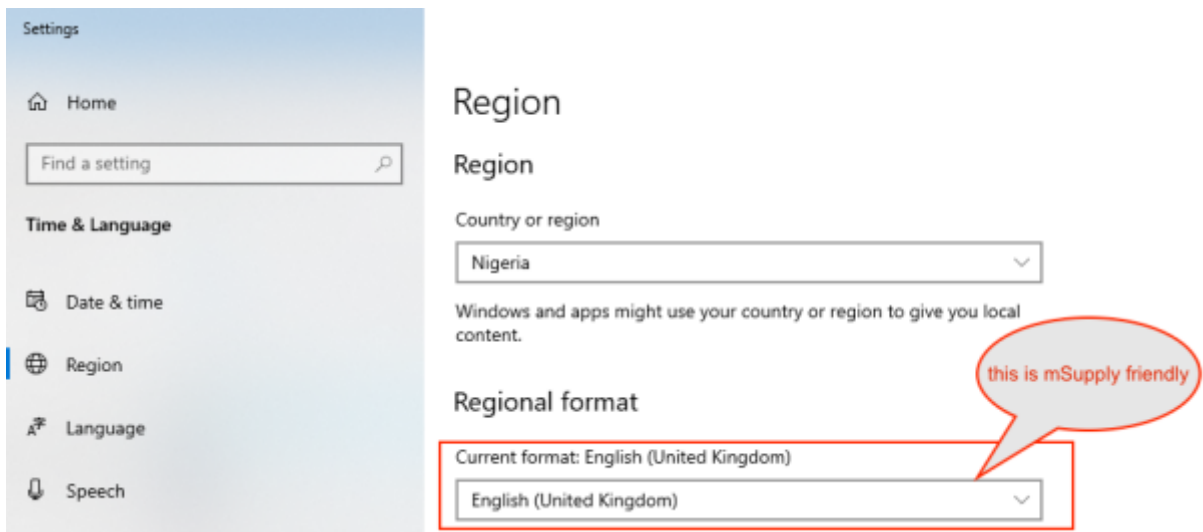 Settings
Home
Find a setting
Time & Language
Date & time
Region
Language
Speech
Region
Region
Country or region
Nigeria
Windows and apps might use your country or region to give you local
content.
Regional format
Current format: English (United Kingdom)
English (United Kingdom)
this is mSupply friendly